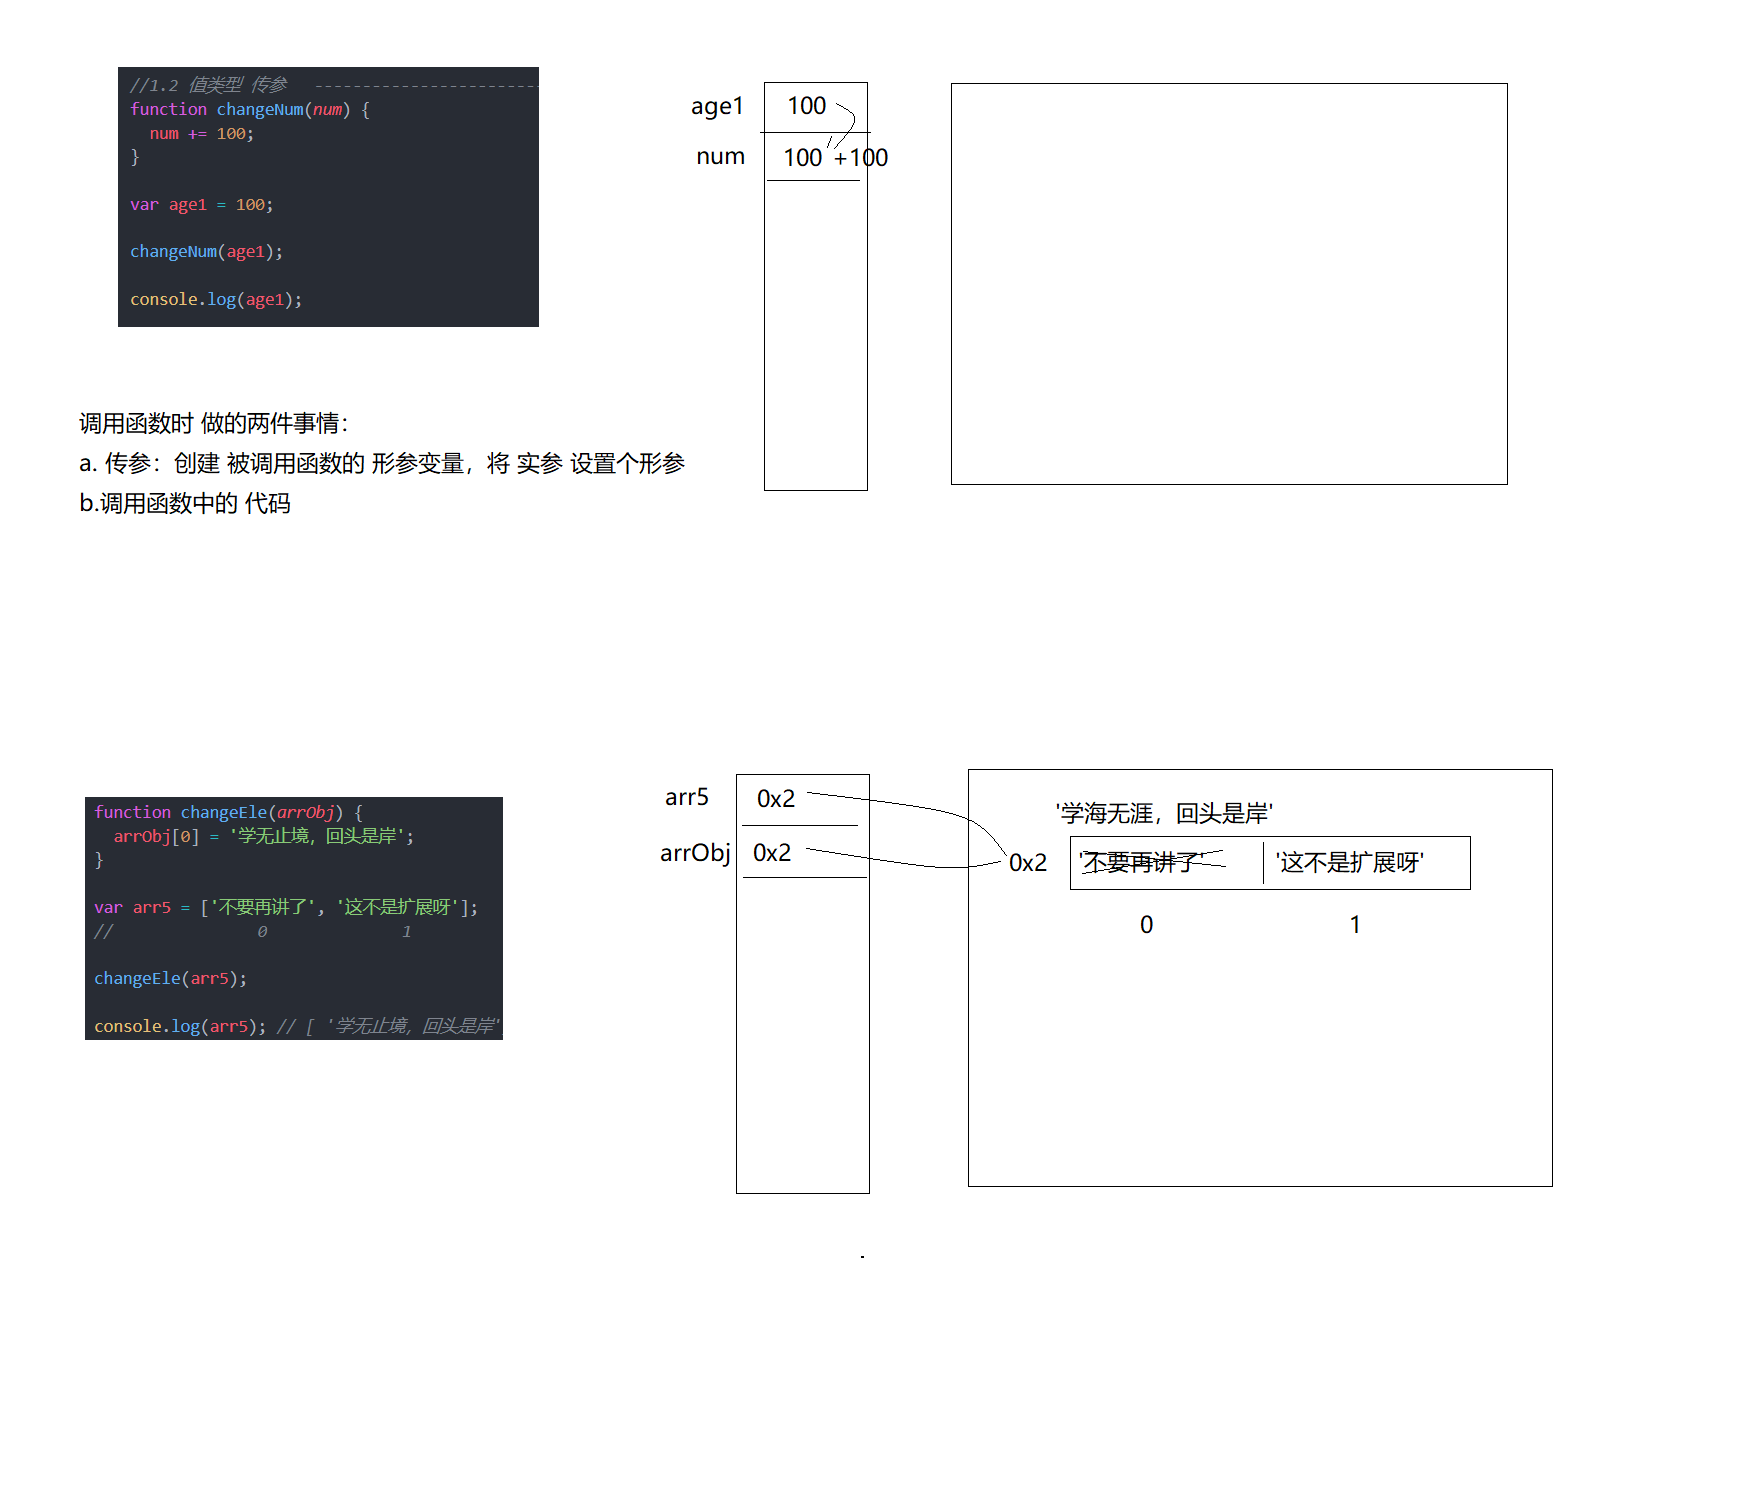 //1.2 值类型 传参 ------------------------
function changeNum(num) {
  num += 100;
}
var age1 = 100;
changeNum(age1);
console.log(age1);
age1 100
num 100 +100
调用函数时 做的两件事情：
a. 传参：创建 被调用函数的 形参变量，将 实参 设置个形参
b.调用函数中的 代码
function changeEle(arrObj) {
  arrObj[0] = '学无止境，回头是岸';
}
var arr5 = ['不要再讲了', '这不是扩展呀'];
// 0 1
changeEle(arr5);
console.log(arr5); // [ '学无止境，回头是岸'
arr5 0x2
arrObj 0x2
'学海无涯，回头是岸'
0x2 '不要再讲了' '这不是扩展呀'
0 1